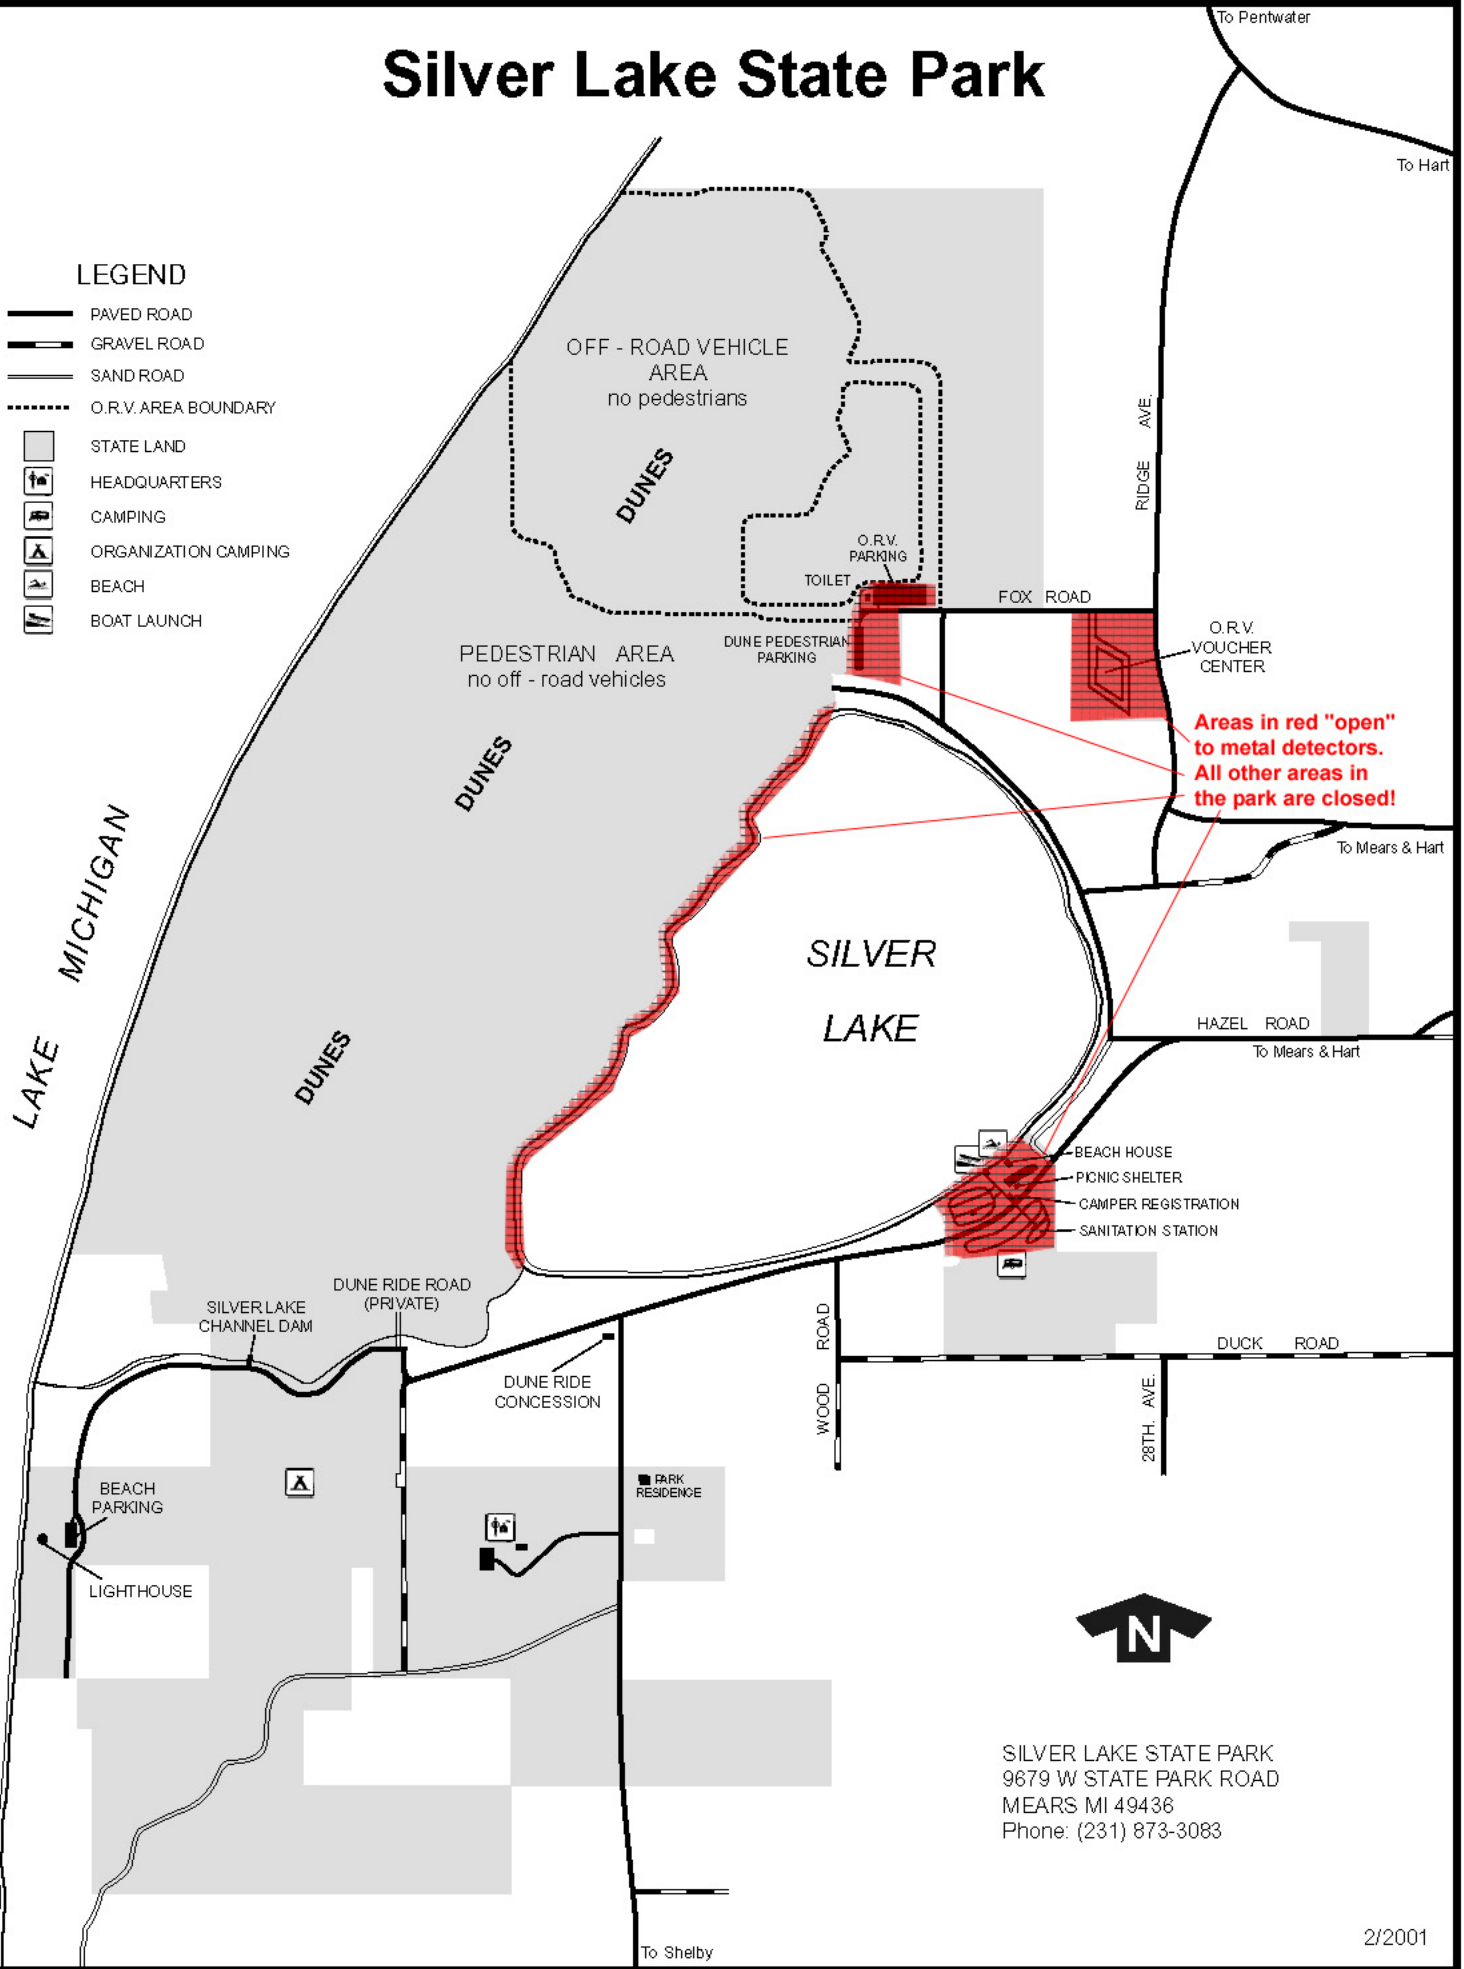 To Pentwater
Silver Lake State Park
To Hart
LEGEND
PAVED ROAD
GRAVEL ROAD
SAND ROAD
O.R.V. AREA BOUNDARY
STATE LAND
HEADQUARTERS
CAMPING
ORGANIZATION CAMPING
BEACH
BOAT LAUNCH
OFF - ROAD VEHICLE
AREA
no pedestrians
DUNES
RIDGE AVE.
O.R.V.
PARKING
TOILET
FOX ROAD
DUNE PEDESTRIAN
PARKING
O.R.V.
VOUCHER
CENTER
PEDESTRIAN AREA
no off - road vehicles
Areas in red "open"
to metal detectors.
All other areas in
the park are closed!
DUNES
To Mears & Hart
LAKE MICHIGAN
SILVER
LAKE
HAZEL ROAD
To Mears & Hart
DUNES
BEACH HOUSE
PICNIC SHELTER
CAMPER REGISTRATION
SANITATION STATION
DUNE RIDE ROAD
(PRIVATE)
SILVER LAKE
CHANNEL DAM
WOOD ROAD
DUCK ROAD
DUNE RIDE
CONCESSION
28TH. AVE.
BEACH
PARKING
PARK
RESIDENCE
LIGHTHOUSE
N
SILVER LAKE STATE PARK
9679 W STATE PARK ROAD
MEARS MI 49436
Phone: (231) 873-3083
2/2001
To Shelby